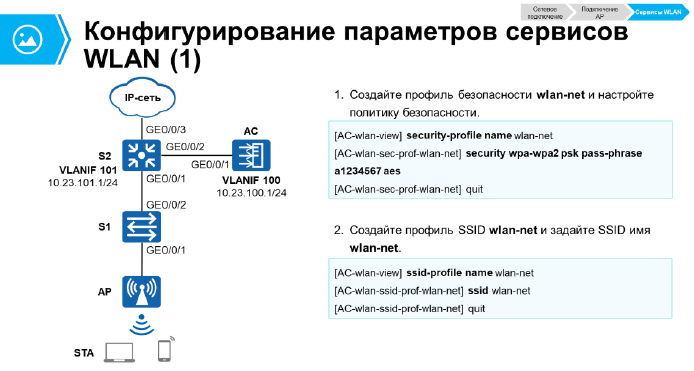 Сетевое
подключение
Подключение
AP
Сервисы WLAN
Конфигурирование параметров сервисов
WLAN (1)
IP-сеть
GE0/0/3
AC
S2
GE0/0/2
VLANIF 101
GE0/0/1
10.23.101.1/24
GE0/0/1
VLANIF 100
10.23.100.1/24
GE0/0/2
S1
GE0/0/1
AP
STA
1. Создайте профиль безопасности wlan-net и настройте
политику безопасности.
[AC-wlan-view] security-profile name wlan-net
[AC-wlan-sec-prof-wlan-net] security wpa-wpa2 psk pass-phrase
a1234567 aes
[AC-wlan-sec-prof-wlan-net] quit
2. Создайте профиль SSID wlan-net и задайте SSID имя
wlan-net.
[AC-wlan-view] ssid-profile name wlan-net
[AC-wlan-ssid-prof-wlan-net] ssid wlan-net
[AC-wlan-ssid-prof-wlan-net] quit